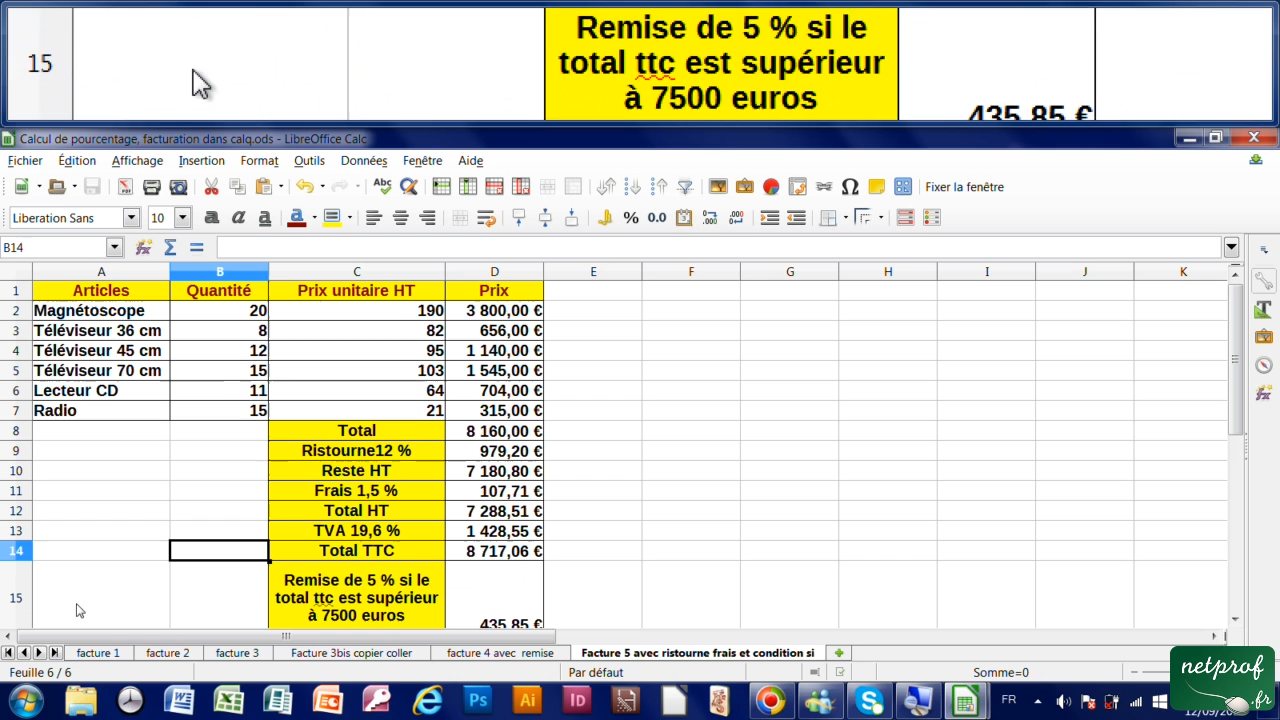 15
Remise de 5 % si le
total ttc est supérieur
à 7500 euros
435,85 €
Calcul de pourcentage, facturation dans calq.ods - LibreOffice Calc
Fichier Édition Affichage Insertion Format Outils Données Fenêtre Aide
Fixer la fenêtre
Liberation Sans 10
B14
A B C D E F G H I J K
1 Articles Quantité Prix unitaire HT Prix
2 Magnétoscope 20 190 3 800,00 €
3 Téléviseur 36 cm 8 82 656,00 €
4 Téléviseur 45 cm 12 95 1 140,00 €
5 Téléviseur 70 cm 15 103 1 545,00 €
6 Lecteur CD 11 64 704,00 €
7 Radio 15 21 315,00 €
8 Total 8 160,00 €
9 Ristourne12 % 979,20 €
10 Reste HT 7 180,80 €
11 Frais 1,5 % 107,71 €
12 Total HT 7 288,51 €
13 TVA 19,6 % 1 428,55 €
14 Total TTC 8 717,06 €
15 Remise de 5 % si le
total ttc est supérieur
à 7500 euros
435,85 €
facture 1 facture 2 facture 3 Facture 3bis copier coller facture 4 avec remise Facture 5 avec ristourne frais et condition si
Feuille 6 / 6 Par défaut Somme=0
FR
netprof
.fr